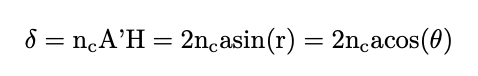 δ = n_cA'H = 2n_casin(r) = 2n_cacos(θ)